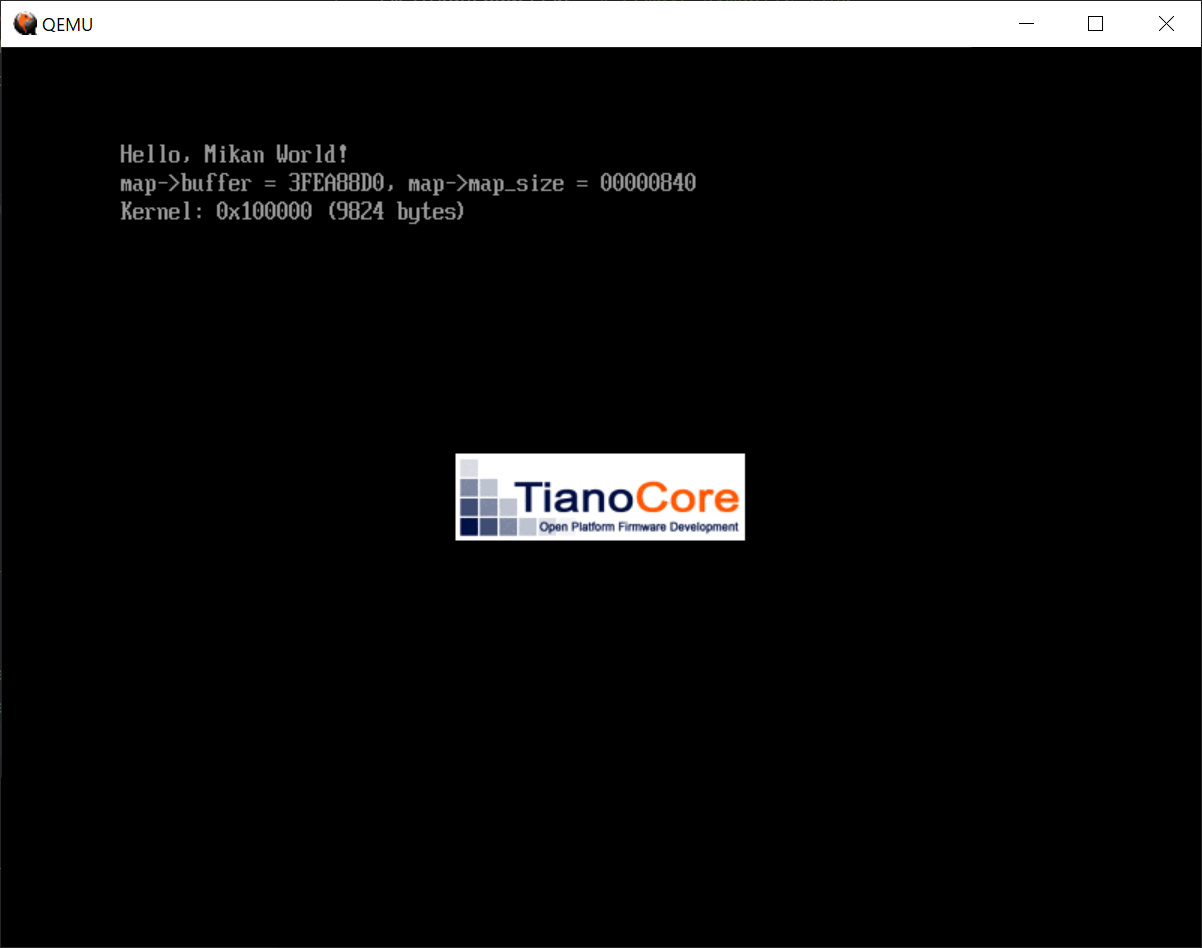 QEMU
Hello, Mikan World!
map->buffer = 3FEA88D0, map->map_size = 00000840
Kernel: 0x100000 (9824 bytes)
TianoCore
Open Platform Firmware Development